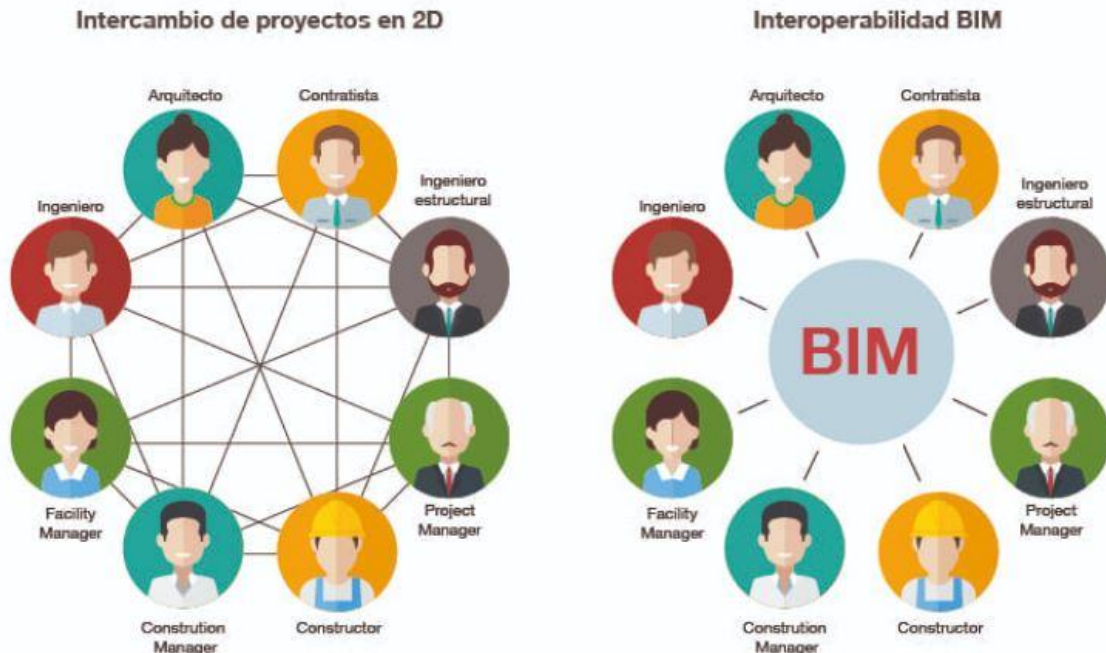 Intercambio de proyectos en 2D
Arquitecto
Contratista
Ingeniero
Ingeniero
estructural
Facility
Manager
Project
Manager
Constrution
Manager
Constructor
Interoperabilidad BIM
Arquitecto
Contratista
Ingeniero
Ingeniero
estructural
BIM
Facility
Manager
Project
Manager
Constrution
Manager
Constructor